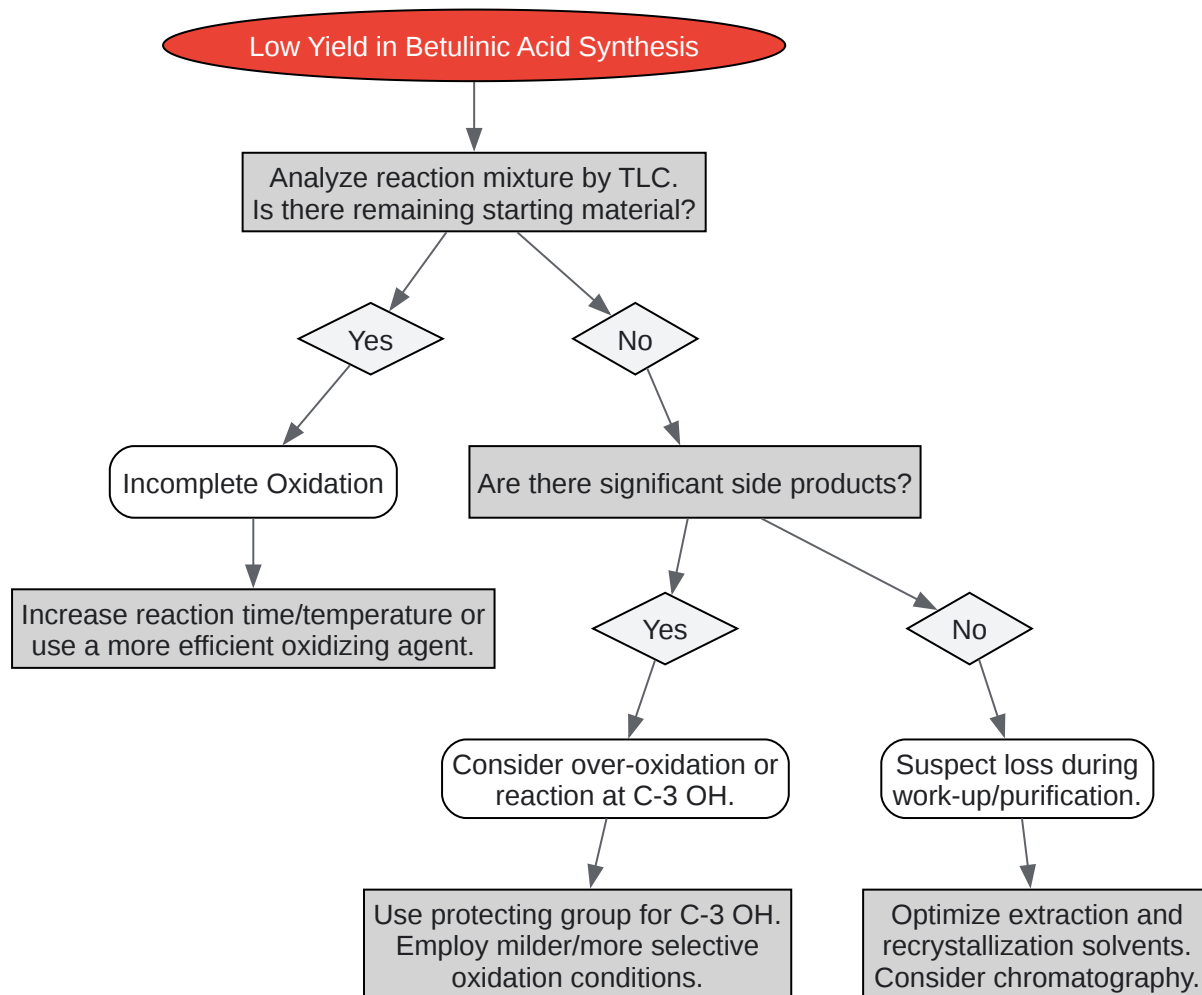 Low Yield in Betulinic Acid Synthesis
Analyze reaction mixture by TLC.
Is there remaining starting material?
Yes
No
Incomplete Oxidation
Are there significant side products?
Increase reaction time/temperature or
use a more efficient oxidizing agent.
Yes
No
Consider over-oxidation or
reaction at C-3 OH.
Suspect loss during
work-up/purification.
Use protecting group for C-3 OH.
Employ milder/more selective
oxidation conditions.
Optimize extraction and
recrystallization solvents.
Consider chromatography.